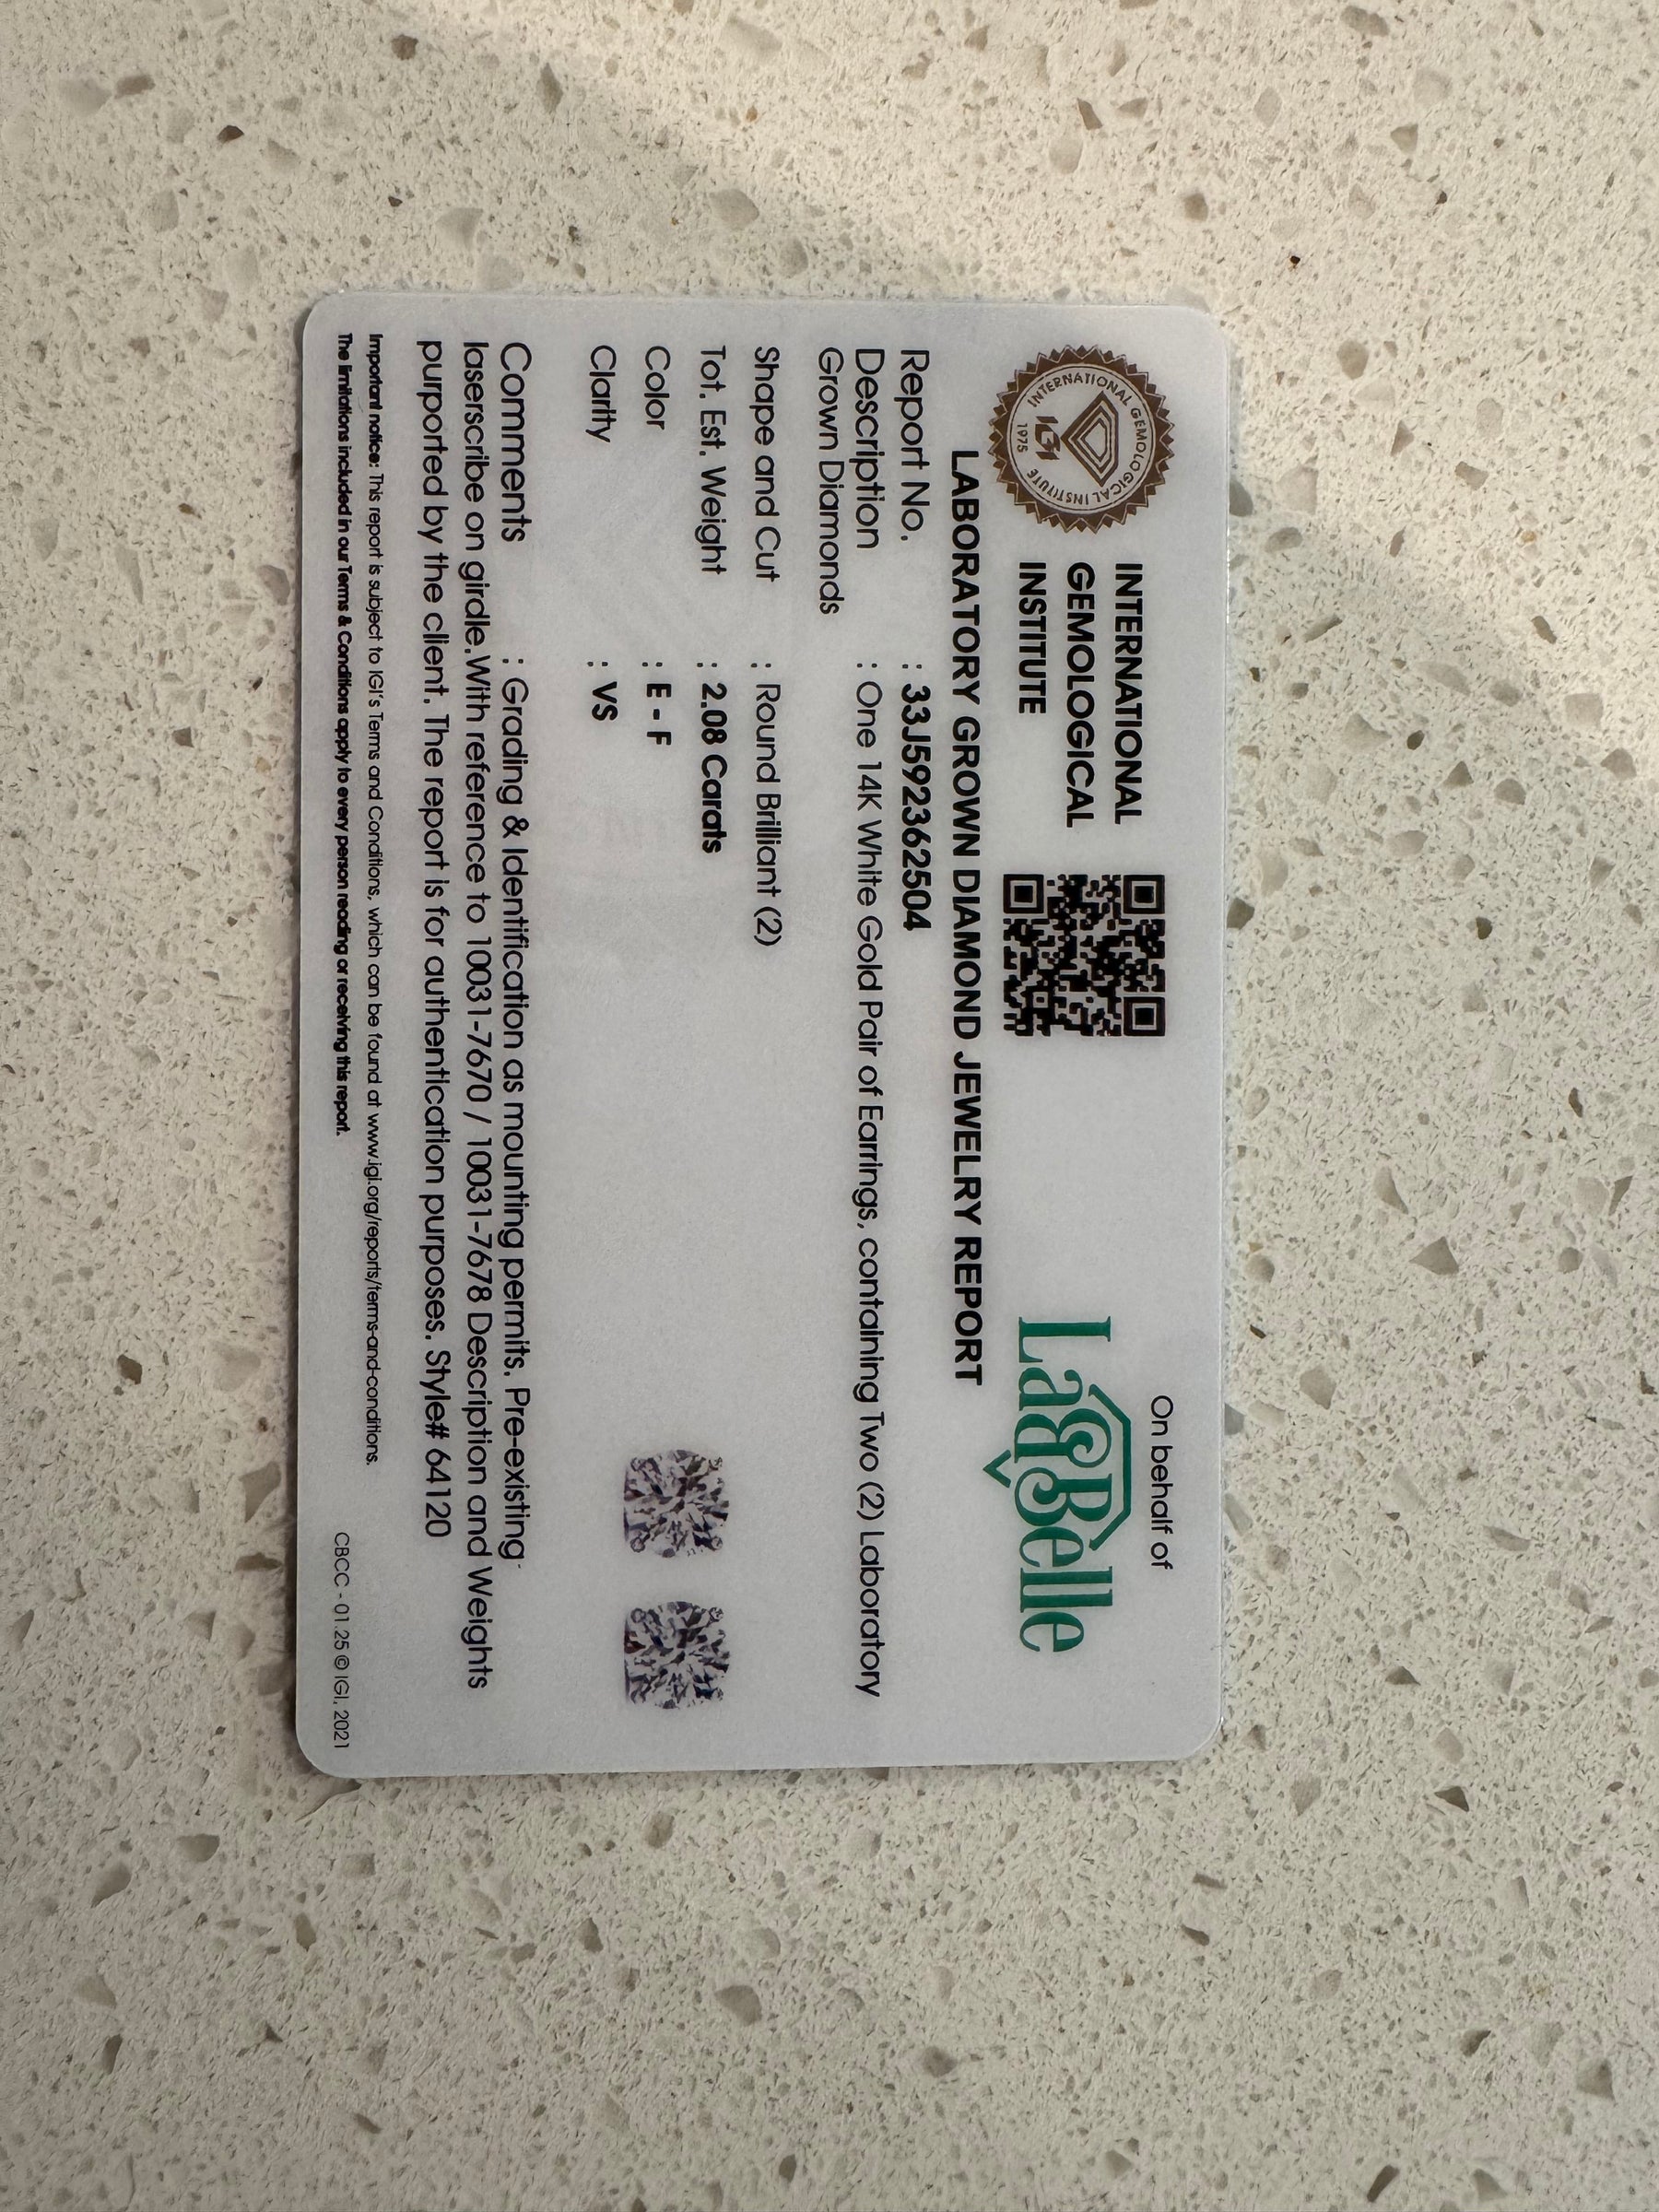 INTERNATIONAL
GEMOLOGICAL
INSTITUTE
INTERNATIONAL GEMOLOGICAL INSTITUTE
IGI
1975
On behalf of
LabBelle
LABORATORY GROWN DIAMOND JEWELRY REPORT
Report No. : 33J592362504
Description : One 14K White Gold Pair of Earrings, containing Two (2) Laboratory
Grown Diamonds
Shape and Cut : Round Brilliant (2)
Tot. Est. Weight : 2.08 Carats
Color : E - F
Clarity : VS
Comments : Grading & Identification as mounting permits. Pre-existing
laserscribe on girdle.With reference to 10031-7670 / 10031-7678 Description and Weights
purported by the client. The report is for authentication purposes. Style# 64120
Important notice: This report is subject to IGI's Terms and Conditions, which can be found at www.igi.org/reports/terms-and-conditions.
The limitations included in our Terms & Conditions apply to every person reading or receiving this report.
CBCC - 01.25 © IGI, 2021